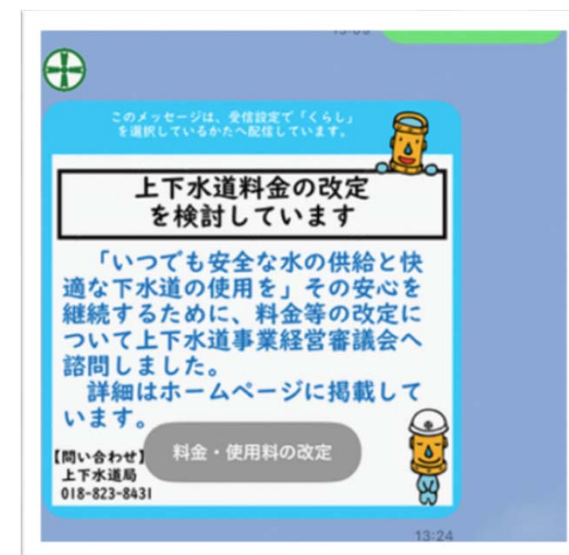 このメッセージは、受信設定で「くらし」
を選択しているかたへ配信しています。
上下水道料金の改定
を検討しています
「いつでも安全な水の供給と快
適な下水道の使用を」その安心を
継続するために、料金等の改定に
ついて上下水道事業経営審議会へ
諮問しました。
詳細はホームページに掲載して
います。
料金・使用料の改定
【問い合わせ】
上下水道局
018-823-8431
13:24